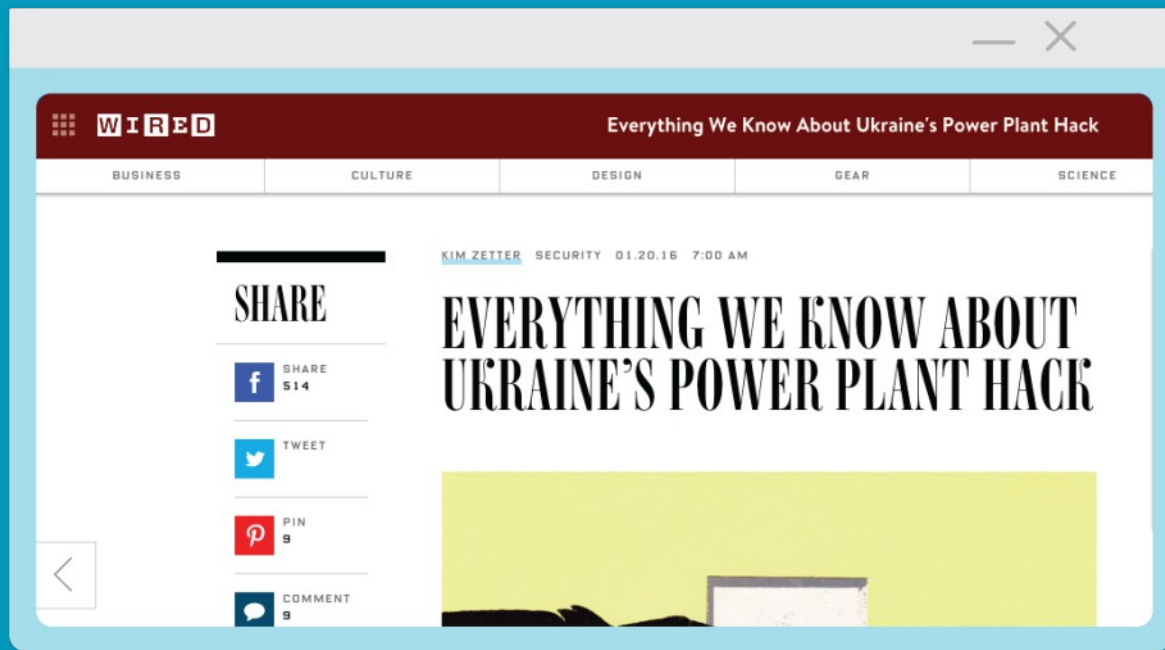 WIRED
Everything We Know About Ukraine's Power Plant Hack
BUSINESS
CULTURE
DESIGN
GEAR
SCIENCE
KIM ZETTER SECURITY 01.20.16 7:00 AM
SHARE
EVERYTHING WE KNOW ABOUT
UKRAINE'S POWER PLANT HACK
SHARE
514
TWEET
PIN
9
COMMENT
9